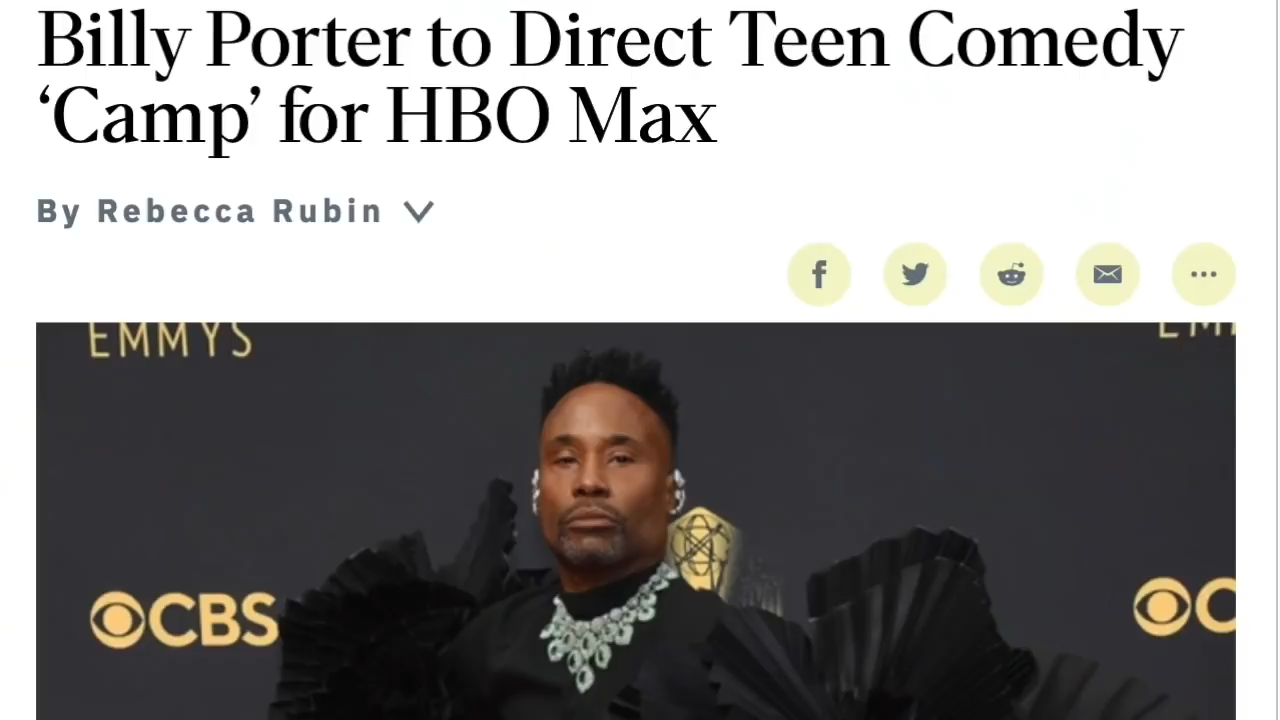 Billy Porter to Direct Teen Comedy
‘Camp’ for HBO Max
By Rebecca Rubin
EMMYS
CBS